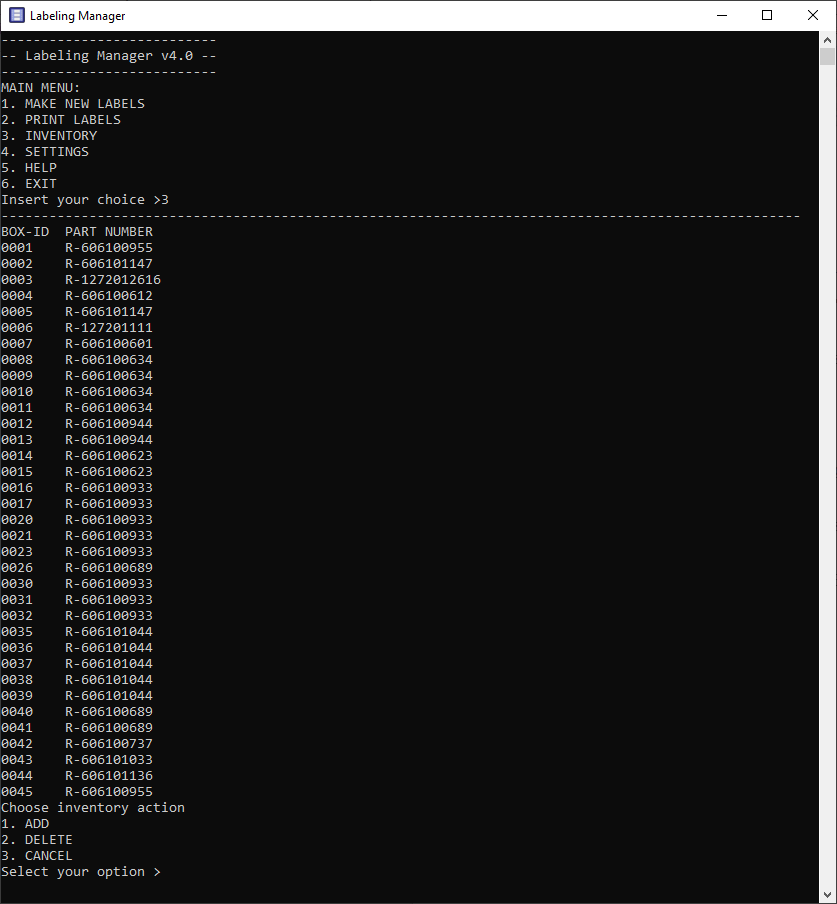 Labeling Manager
---------------------------
-- Labeling Manager v4.0 --
---------------------------
MAIN MENU:
1. MAKE NEW LABELS
2. PRINT LABELS
3. INVENTORY
4. SETTINGS
5. HELP
6. EXIT
Insert your choice >3
----------------------------------------------------------------------------------------------------
BOX-ID  PART NUMBER
0001    R-606100955
0002    R-606101147
0003    R-1272012616
0004    R-606100612
0005    R-606101147
0006    R-127201111
0007    R-606100601
0008    R-606100634
0009    R-606100634
0010    R-606100634
0011    R-606100634
0012    R-606100944
0013    R-606100944
0014    R-606100623
0015    R-606100623
0016    R-606100933
0017    R-606100933
0020    R-606100933
0021    R-606100933
0023    R-606100933
0026    R-606100689
0030    R-606100933
0031    R-606100933
0032    R-606100933
0035    R-606101044
0036    R-606101044
0037    R-606101044
0038    R-606101044
0039    R-606101044
0040    R-606100689
0041    R-606100689
0042    R-606100737
0043    R-606101033
0044    R-606101136
0045    R-606100955
Choose inventory action
1. ADD
2. DELETE
3. CANCEL
Select your option >